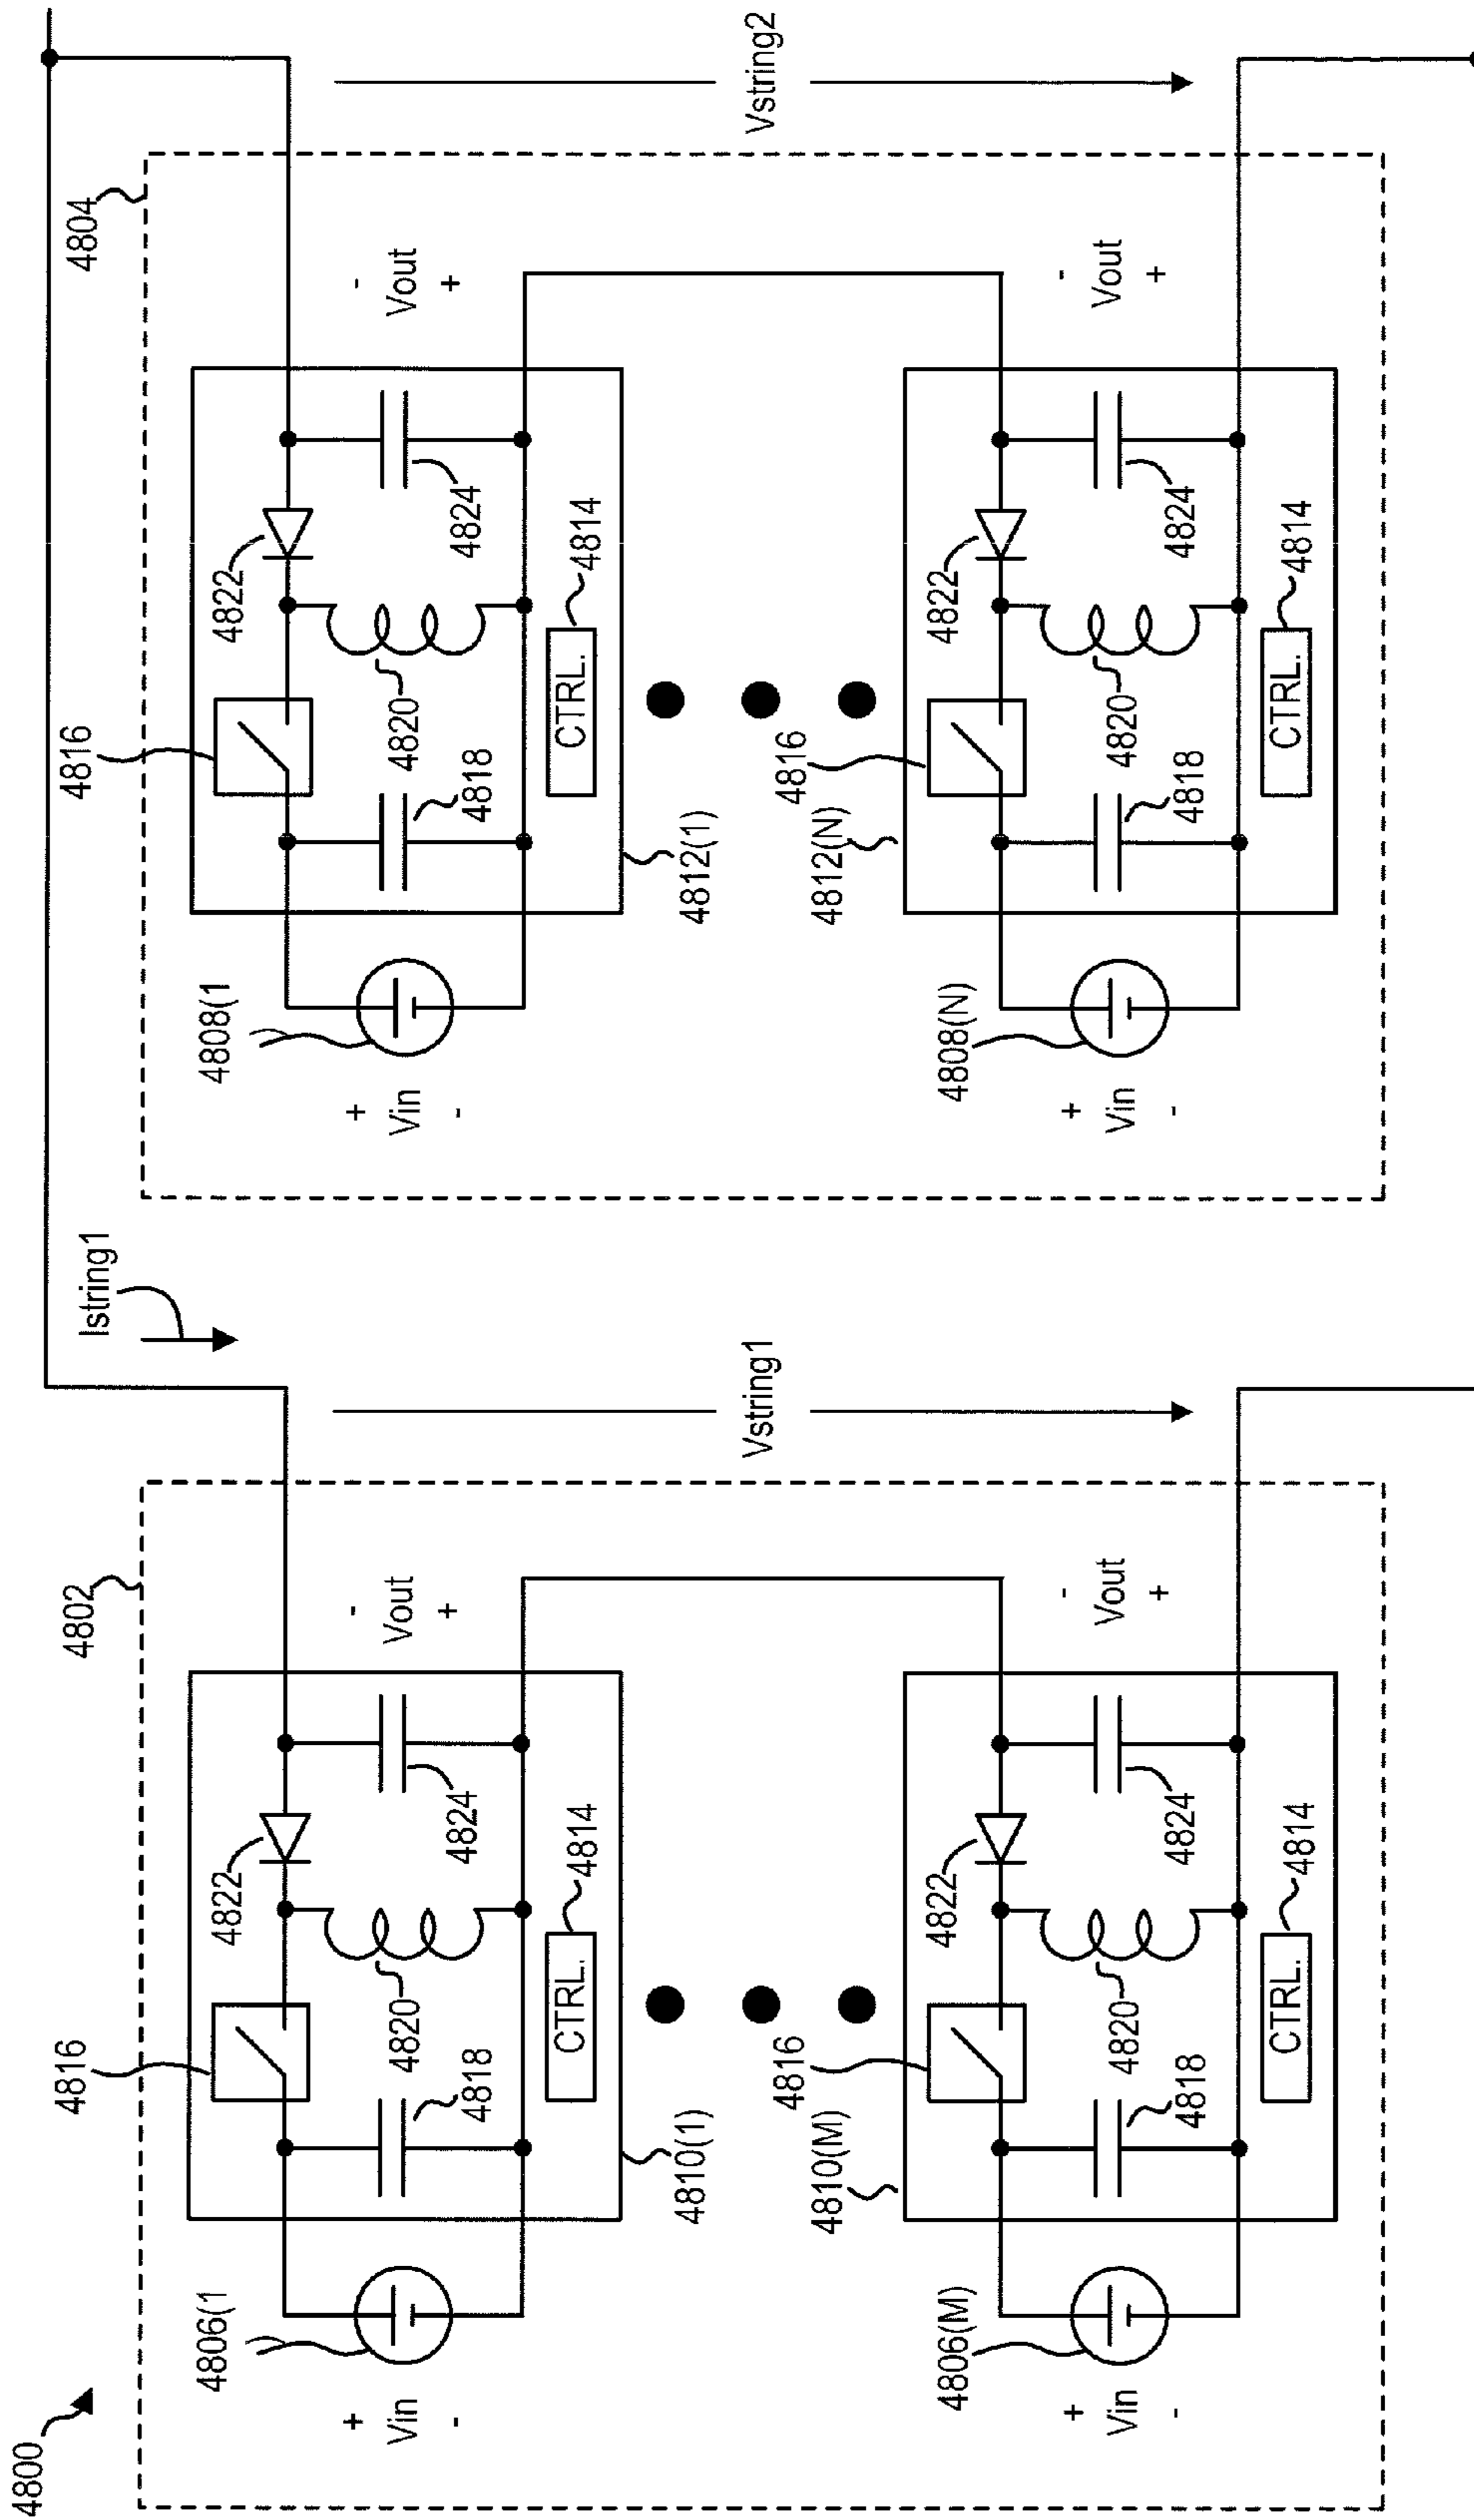 4800
4802
4816
4822
4806(1
)
+
Vin
-
4820
4818
4824
-
Vout
+
CTRL.
4814
4810(1)
4816
4810(M)
4822
4806(M)
+
Vin
-
4820
4818
4824
-
Vout
+
CTRL.
4814
Istring1
Vstring1
4804
4816
4822
4808(1
)
+
Vin
-
4820
4818
4824
-
Vout
+
CTRL.
4814
4812(1)
4816
4812(N)
4822
4808(N)
+
Vin
-
4820
4818
4824
-
Vout
+
CTRL.
4814
Vstring2